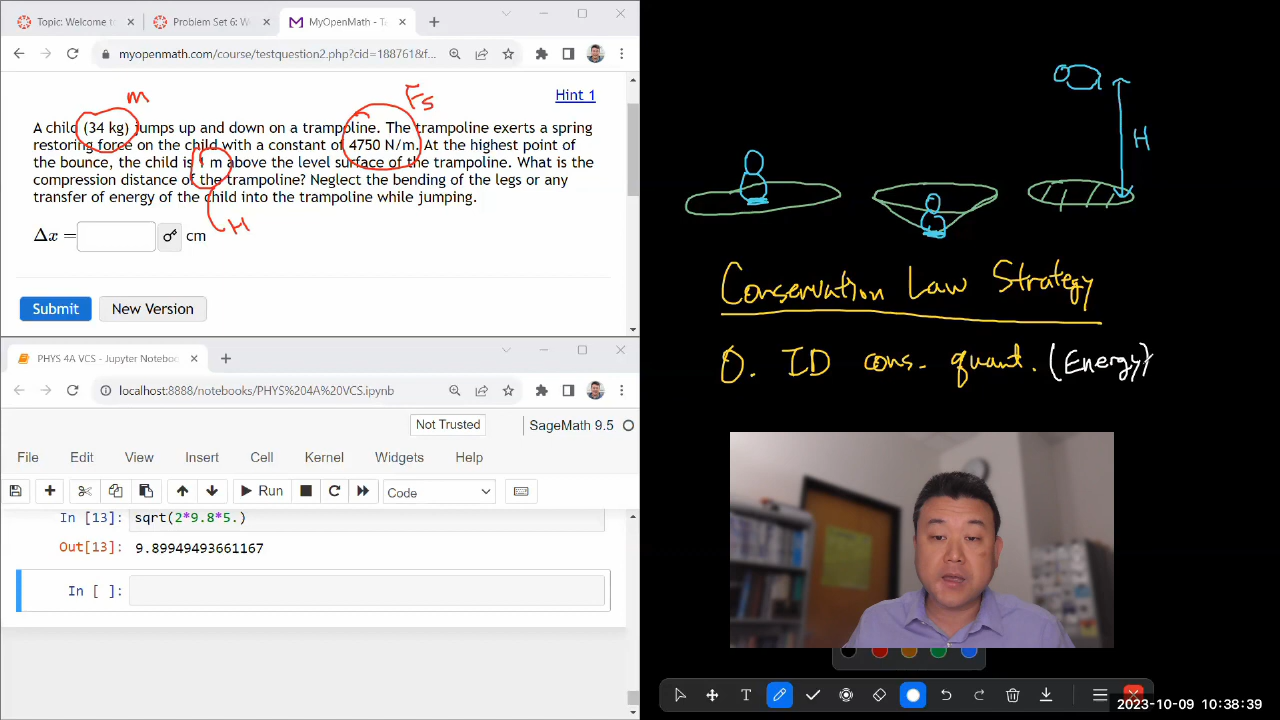 Topic: Welcome t
Problem Set 6: W
MyOpenMath - Ta
myopenmath.com/course/testquestion2.php?cid=188761&f...
Hint 1
m
Fs
A child (34 kg) jumps up and down on a trampoline. The trampoline exerts a spring
restoring force on the child with a constant of 4750 N/m. At the highest point of
the bounce, the child is 1 m above the level surface of the trampoline. What is the
compression distance of the trampoline? Neglect the bending of the legs or any
transfer of energy of the child into the trampoline while jumping.
H
Δx =
cm
Submit
New Version
PHYS 4A VCS - Jupyter Noteboo
localhost:8888/notebooks/PHYS%204A%20VCS.ipynb
Not Trusted
SageMath 9.5
File Edit View Insert Cell Kernel Widgets Help
Run
Code
In [13]: sqrt(2*9.8*5.)
Out[13]: 9.89949493661167
In [ ]:
H
Conservation Law Strategy
0. ID cons. quant. (Energy)
T
2023-10-09 10:38:39